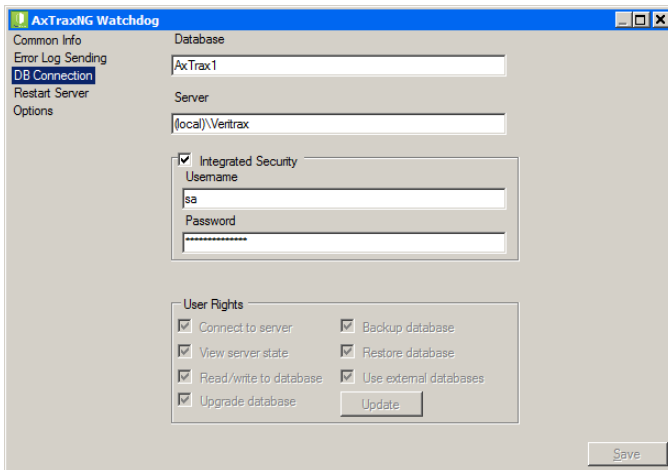 AxTraxNG Watchdog
Common Info
Error Log Sending
DB Connection
Restart Server
Options
Database
AxTrax1
Server
(local)\Veritrax
Integrated Security
Username
sa
Password
**************
User Rights
Connect to server
Backup database
View server state
Restore database
Read/write to database
Use external databases
Upgrade database
Update
Save